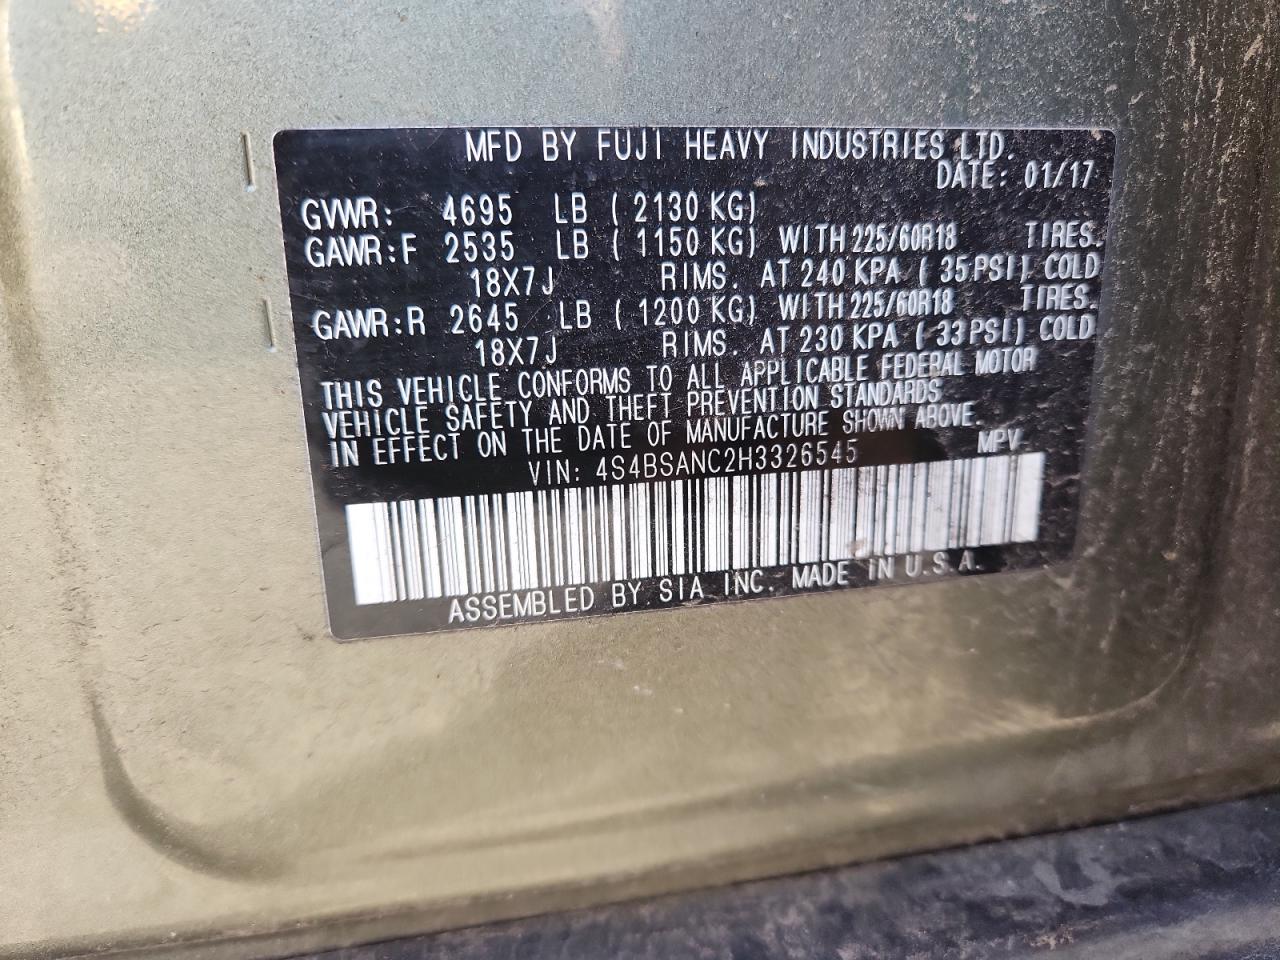 MFD BY FUJI HEAVY INDUSTRIES LTD.
DATE: 01/17
GVWR: 4695 LB ( 2130 KG)
GAWR:F 2535 LB ( 1150 KG) WITH 225/60R18 TIRES.
18X7J RIMS. AT 240 KPA ( 35 PSI) COLD
GAWR:R 2645 LB ( 1200 KG) WITH 225/60R18 TIRES.
18X7J RIMS. AT 230 KPA ( 33 PSI) COLD
THIS VEHICLE CONFORMS TO ALL APPLICABLE FEDERAL MOTOR
VEHICLE SAFETY AND THEFT PREVENTION STANDARDS
IN EFFECT ON THE DATE OF MANUFACTURE SHOWN ABOVE.
VIN: 4S4BSANC2H3326545 MPV
ASSEMBLED BY SIA INC. MADE IN U.S.A.